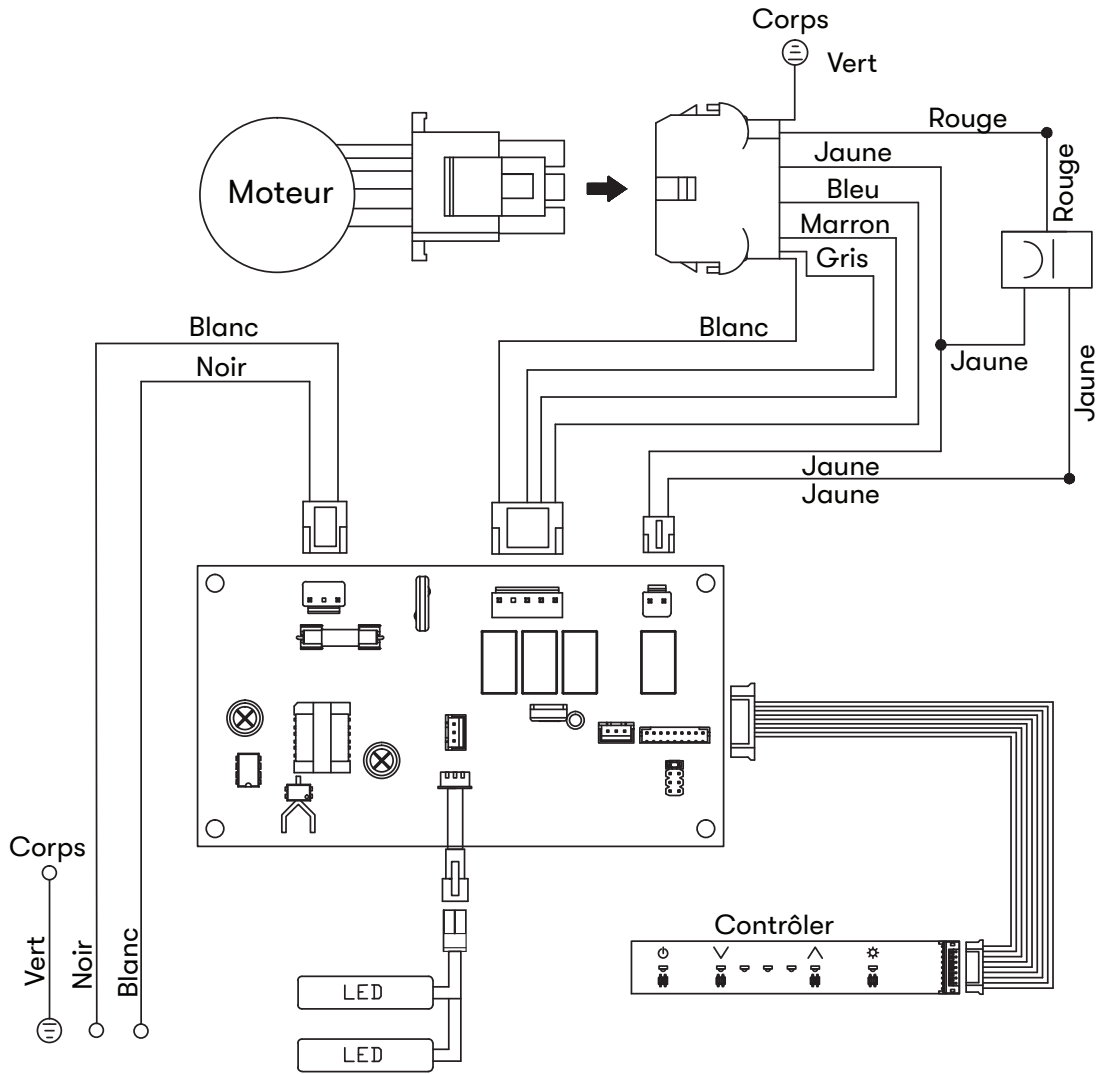 Corps
Vert
Rouge
Jaune
Rouge
Moteur
Bleu
Marron
Gris
Blanc
Blanc
Noir
Jaune
Jaune
Jaune
Jaune
Corps
Vert
Noir
Blanc
Contrôler
LED
LED